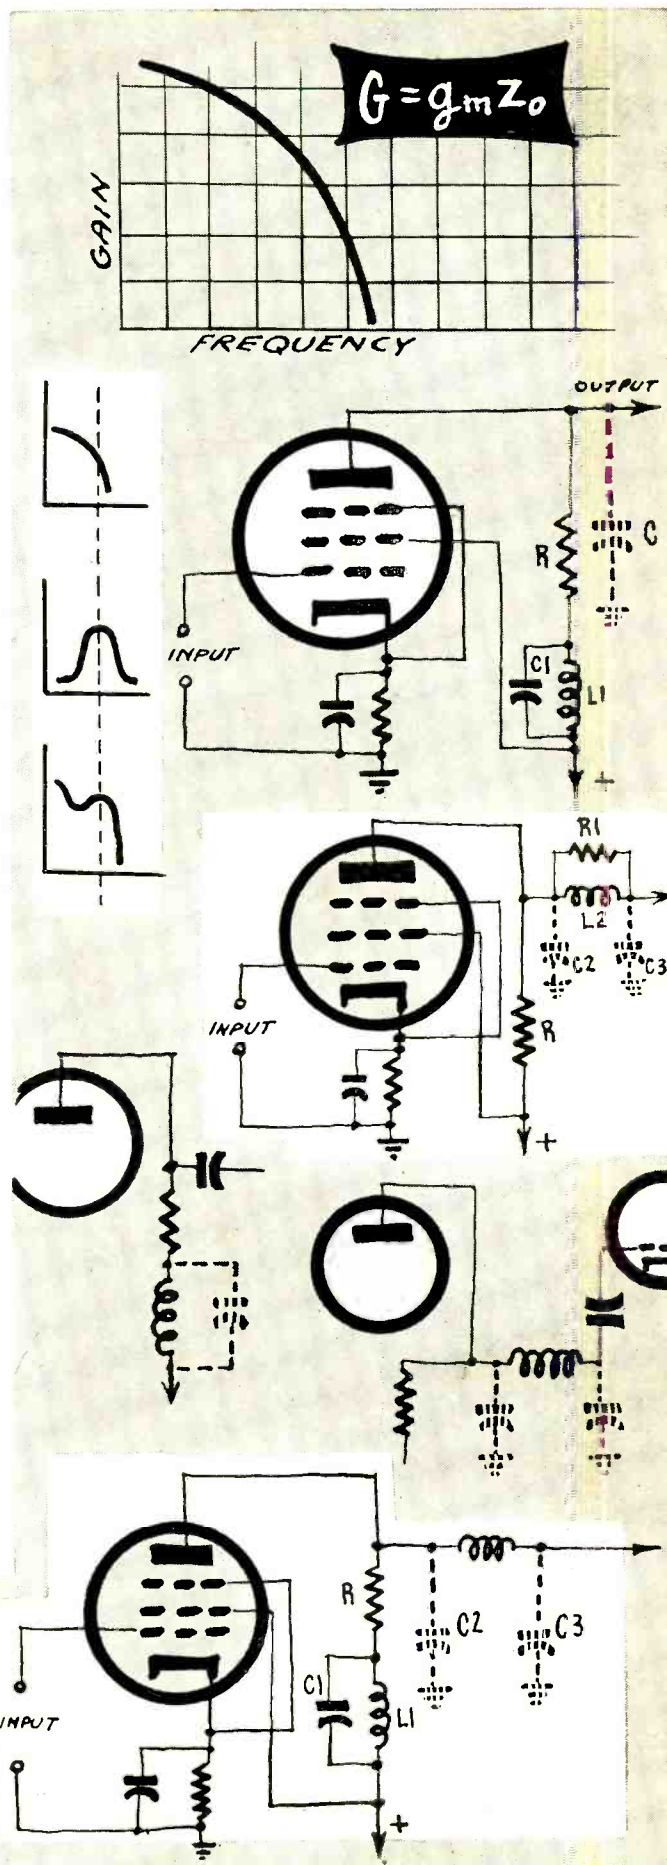 G = gmZo
GAIN
FREQUENCY
OUTPUT
R
C
INPUT
C1
L1
+
R1
L2
C2
C3
INPUT
R
+
R
C2
C3
C1
L1
INPUT
+